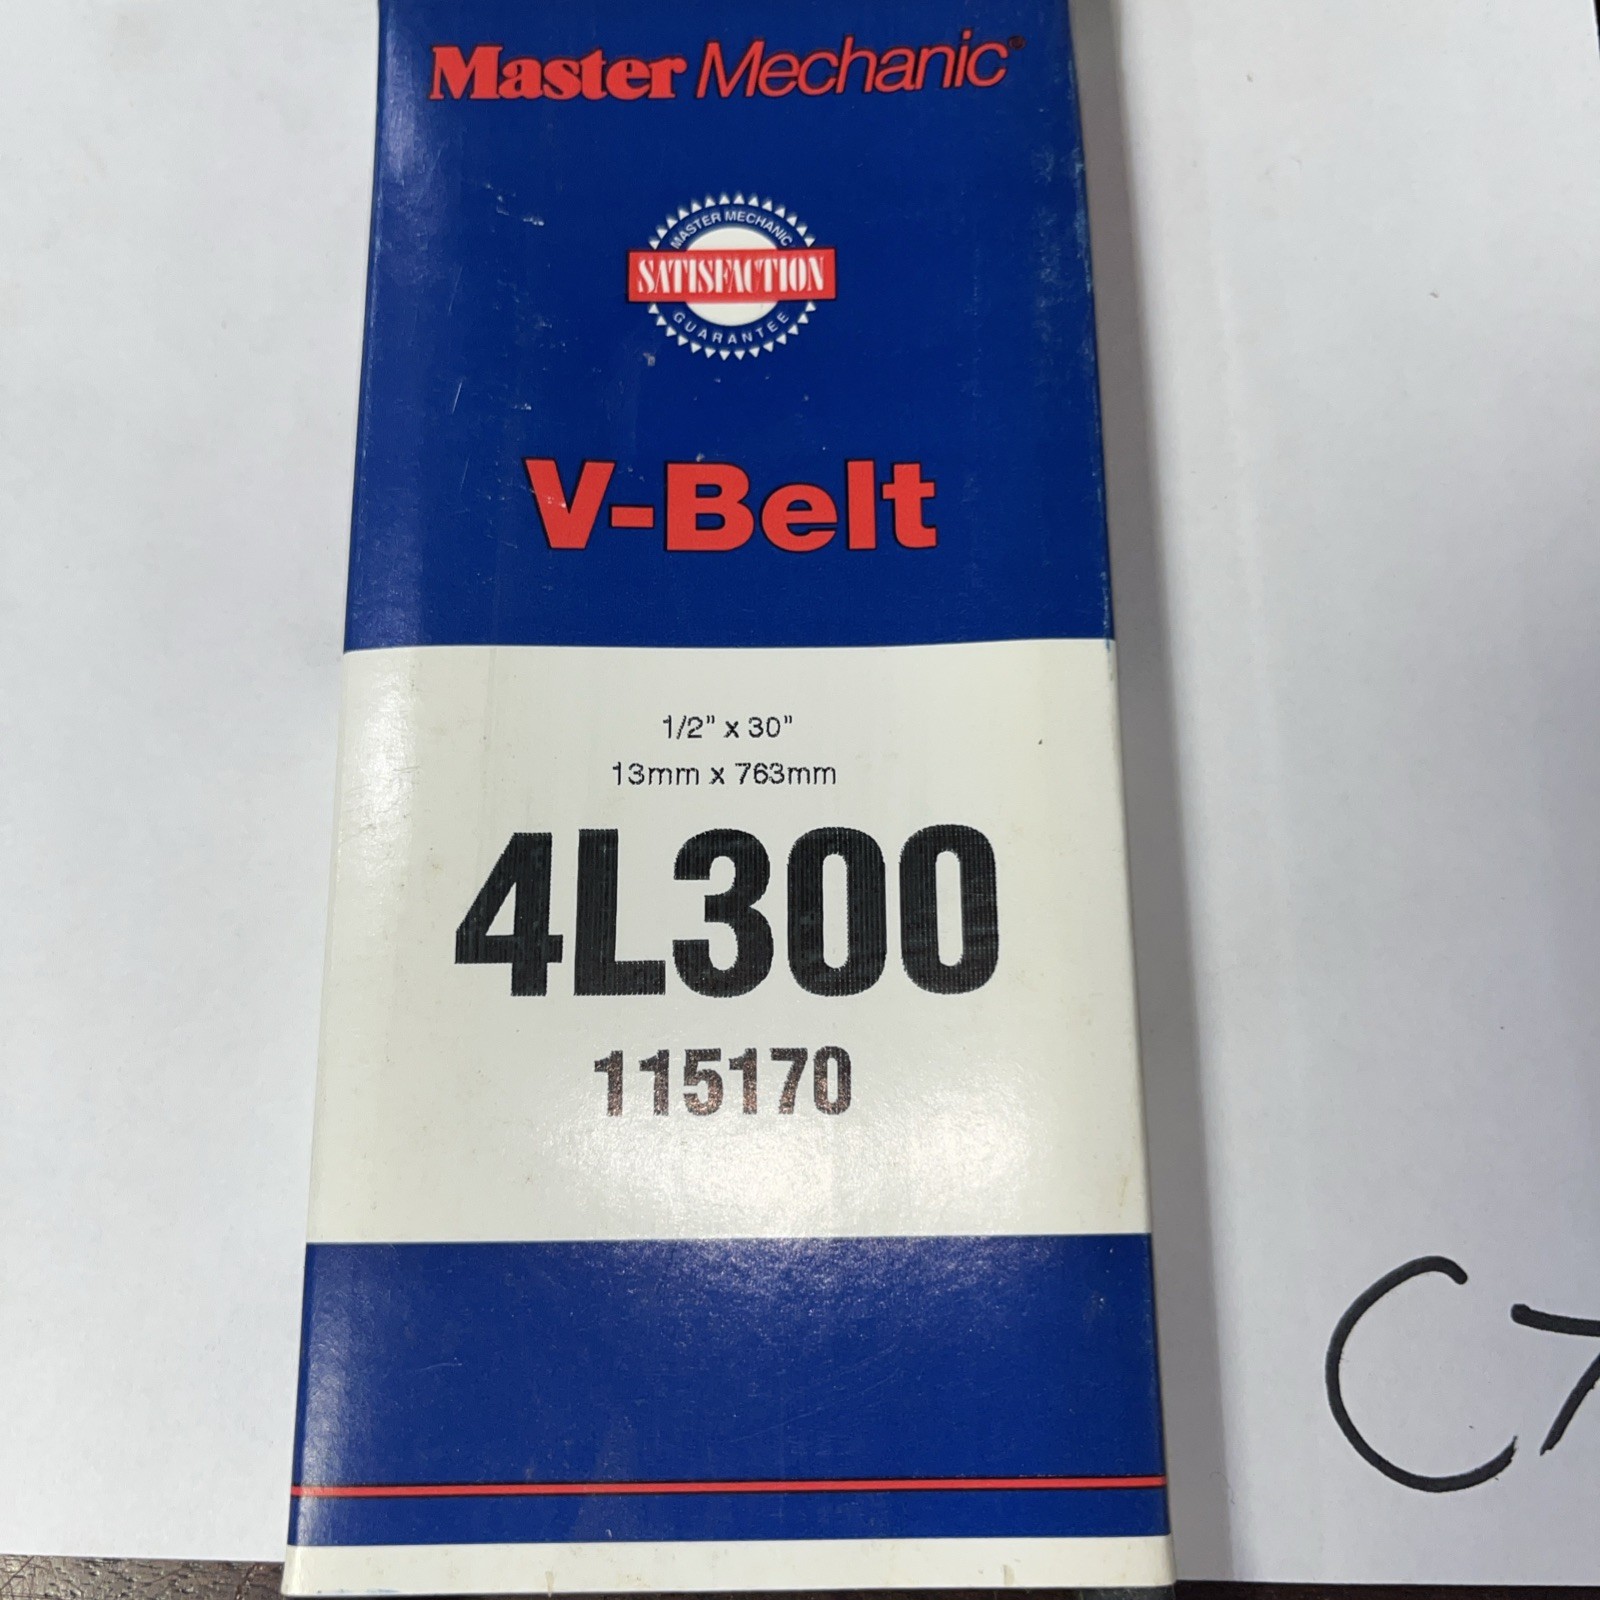 Master Mechanic®
MASTER MECHANIC
SATISFACTION
GUARANTEE
V-Belt
1/2" x 30"
13mm x 763mm
4L300
115170